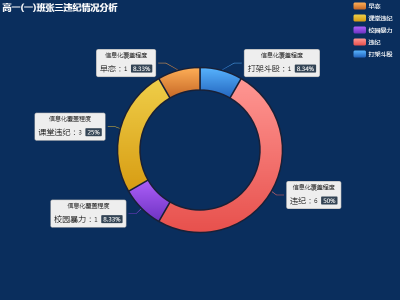 高一(一)班张三违纪情况分析
早恋
课堂违纪
校园暴力
违纪
打架斗殴
信息化覆盖程度
早恋：1 8.33%
信息化覆盖程度
打架斗殴：1 8.34%
信息化覆盖程度
课堂违纪：3 25%
信息化覆盖程度
违纪：6 50%
信息化覆盖程度
校园暴力：1 8.33%